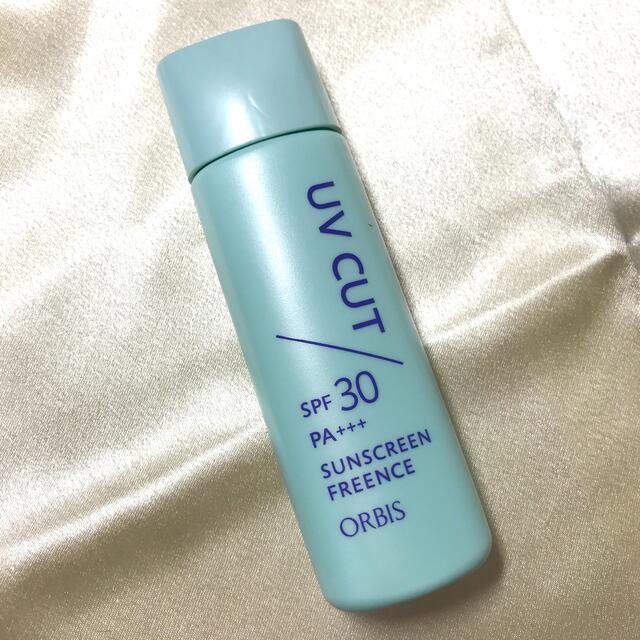 UV CUT
SPF 30
PA+++
SUNSCREEN
FREENCE
ORBIS